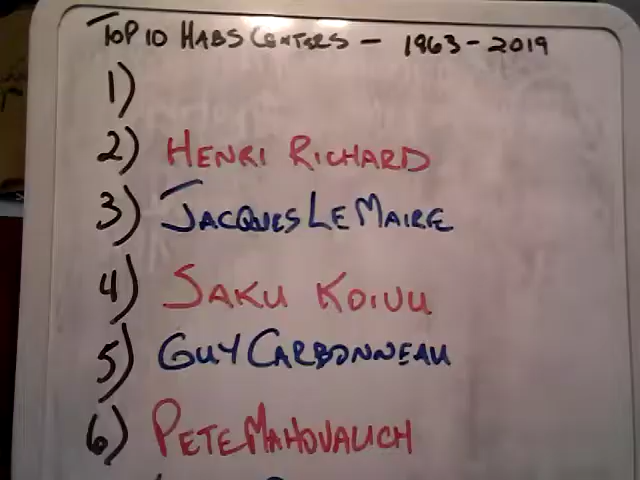 TOP 10 HABS CENTERS - 1963-2019
1)
2) HENRI RICHARD
3) JACQUES LEMAIRE
4) SAKU KOIVU
5) GUY CARBONNEAU
6) PETE MAHOVALICH